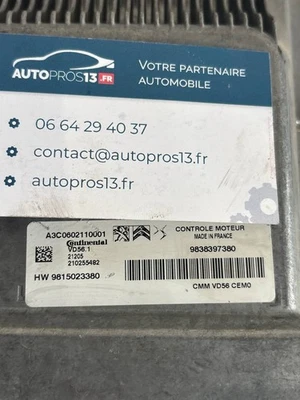 AUTOPROS13.FR
VOTRE PARTENAIRE
AUTOMOBILE
06 64 29 40 37
contact@autopros13.fr
autopros13.fr
A3C0602110001
Continental
VD56.1
21205
210255482
HW 9815023380
CONTROLE MOTEUR
MADE IN FRANCE
9838397380
CMM VD56 CEM0